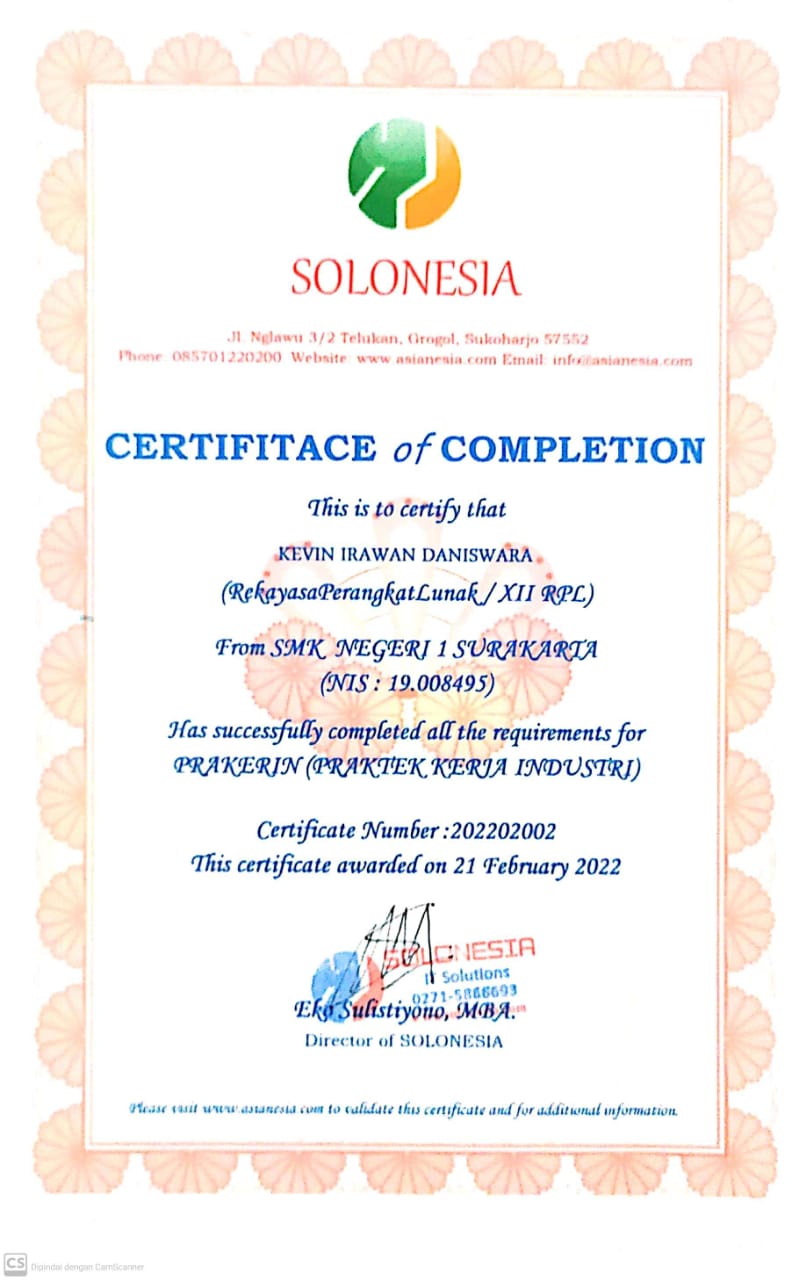 SOLONESIA
Jl. Nglawu 3/2 Telukan, Grogol, Sukoharjo 57552
Phone: 085701220200 Website: www.asianesia.com Email: info@asianesia.com
CERTIFITACE of COMPLETION
This is to certify that
KEVIN IRAWAN DANISWARA
(RekayasaPerangkatLunak / XII RPL)
From SMK NEGERI 1 SURAKARTA
(NIS : 19.008495)
Has successfully completed all the requirements for
PRAKERIN (PRAKTEK KERJA INDUSTRI)
Certificate Number :202202002
This certificate awarded on 21 February 2022
SOLONESIA
IT Solutions
0271-5866693
Eko Sulistiyono, MBA.
Director of SOLONESIA
Please visit www.asianesia.com to validate this certificate and for additional information.
CS Digindai dengan CamScanner